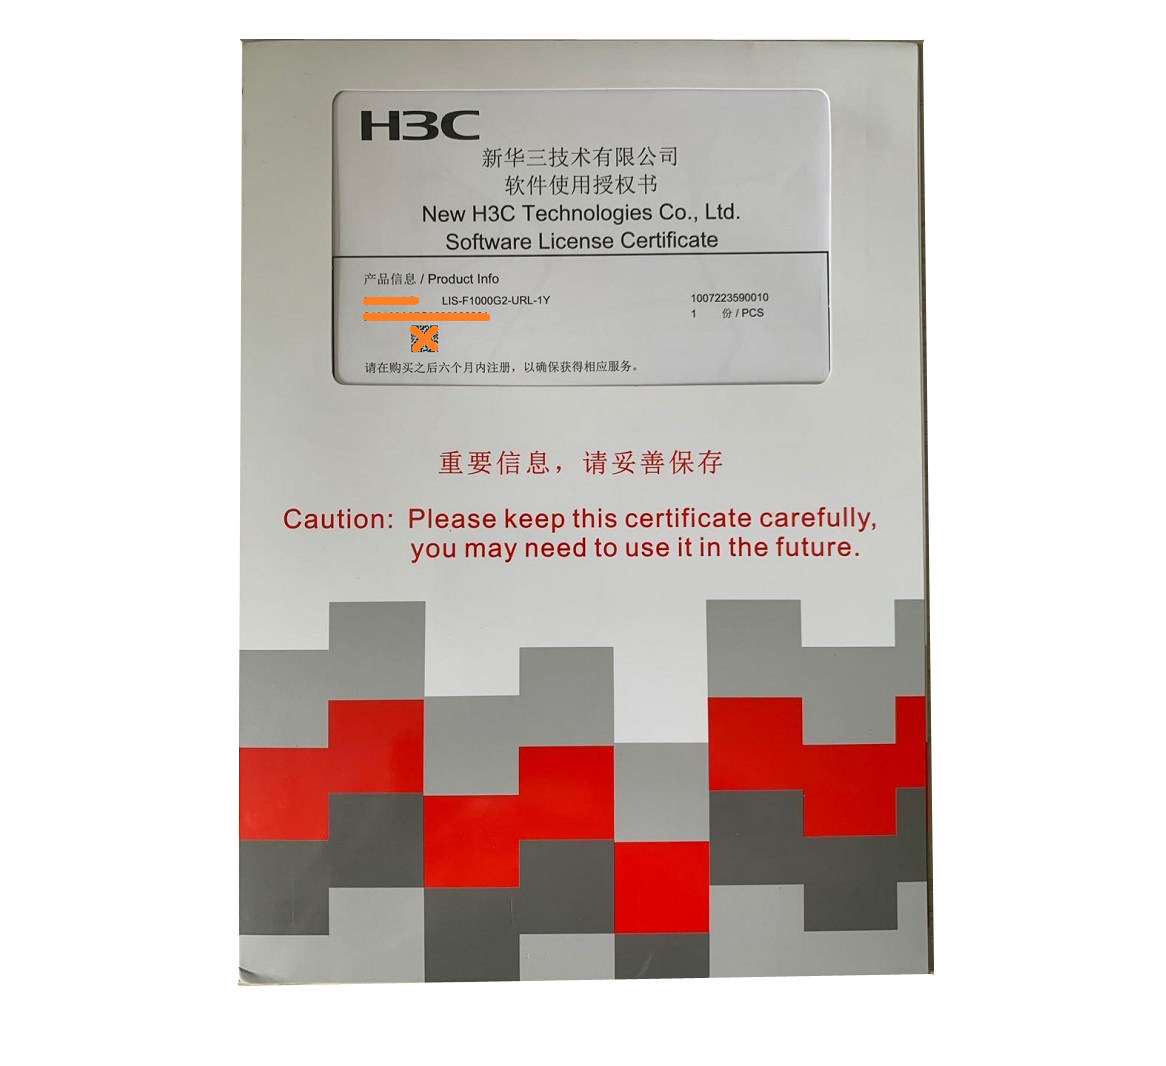 H3C
新华三技术有限公司
软件使用授权书
New H3C Technologies Co., Ltd.
Software License Certificate
产品信息 / Product Info
LIS-F1000G2-URL-1Y 1007223590010
1 份 / PCS
请在购买之后六个月内注册，以确保获得相应服务。
重要信息，请妥善保存
Caution: Please keep this certificate carefully,
you may need to use it in the future.